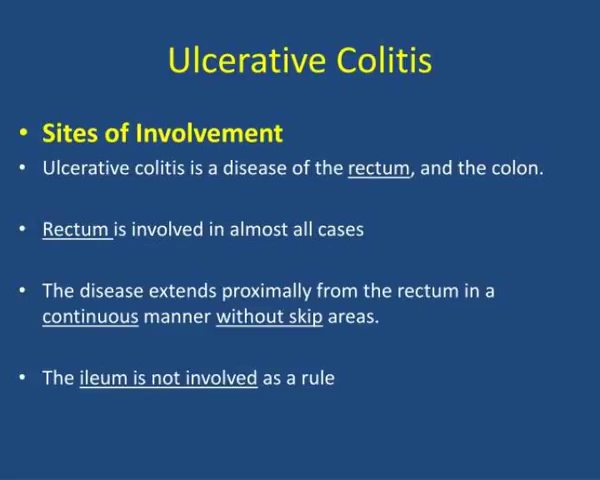 Ulcerative Colitis
• Sites of Involvement
• Ulcerative colitis is a disease of the rectum, and the colon.
• Rectum is involved in almost all cases
• The disease extends proximally from the rectum in a
continuous manner without skip areas.
• The ileum is not involved as a rule